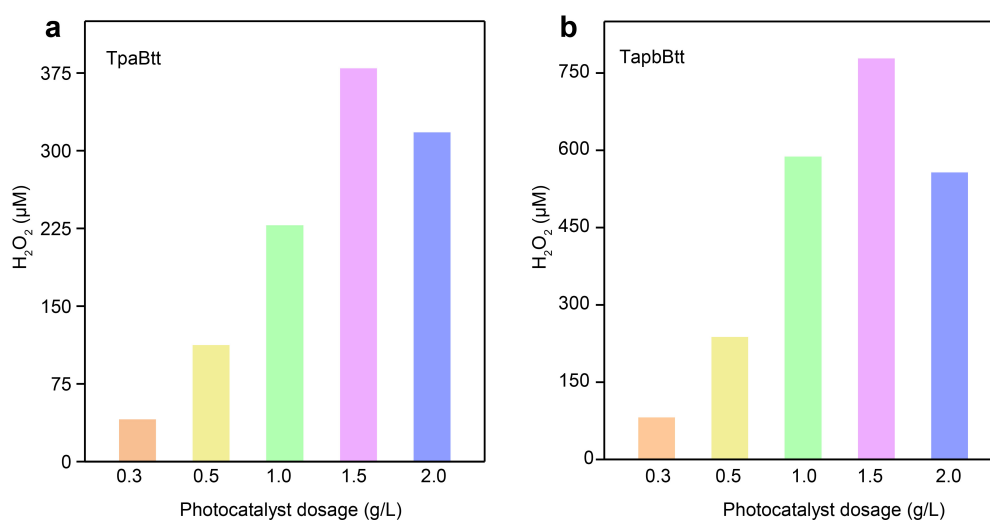 a
TpaBtt
375
300
225
150
75
0
H₂O₂ (μM)
0.3 0.5 1.0 1.5 2.0
Photocatalyst dosage (g/L)
b
TapbBtt
750
600
450
300
150
0
H₂O₂ (μM)
0.3 0.5 1.0 1.5 2.0
Photocatalyst dosage (g/L)